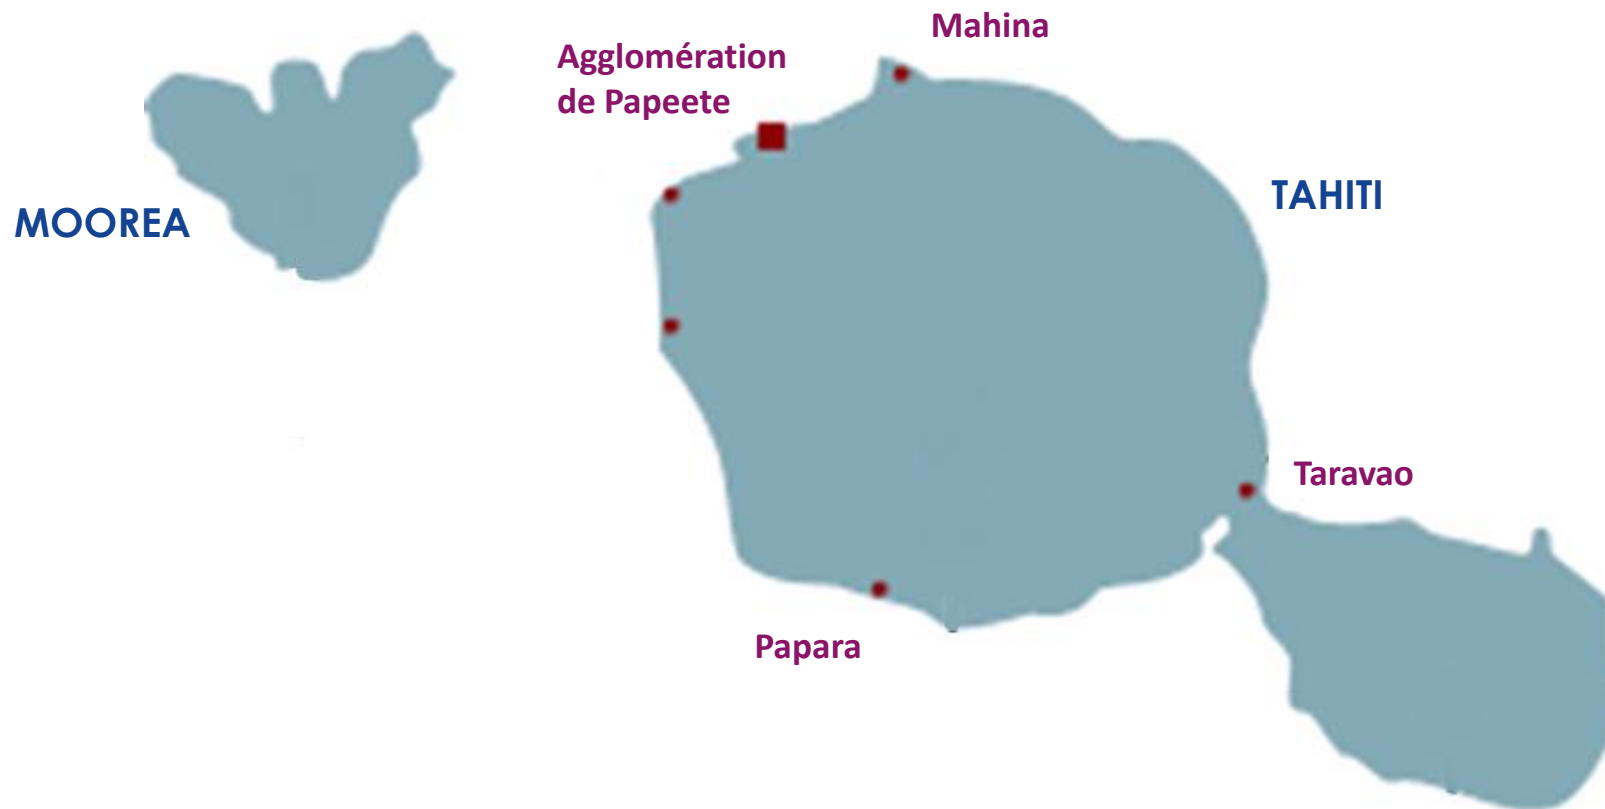 Mahina
Agglomération
de Papeete
TAHITI
MOOREA
Taravao
Papara